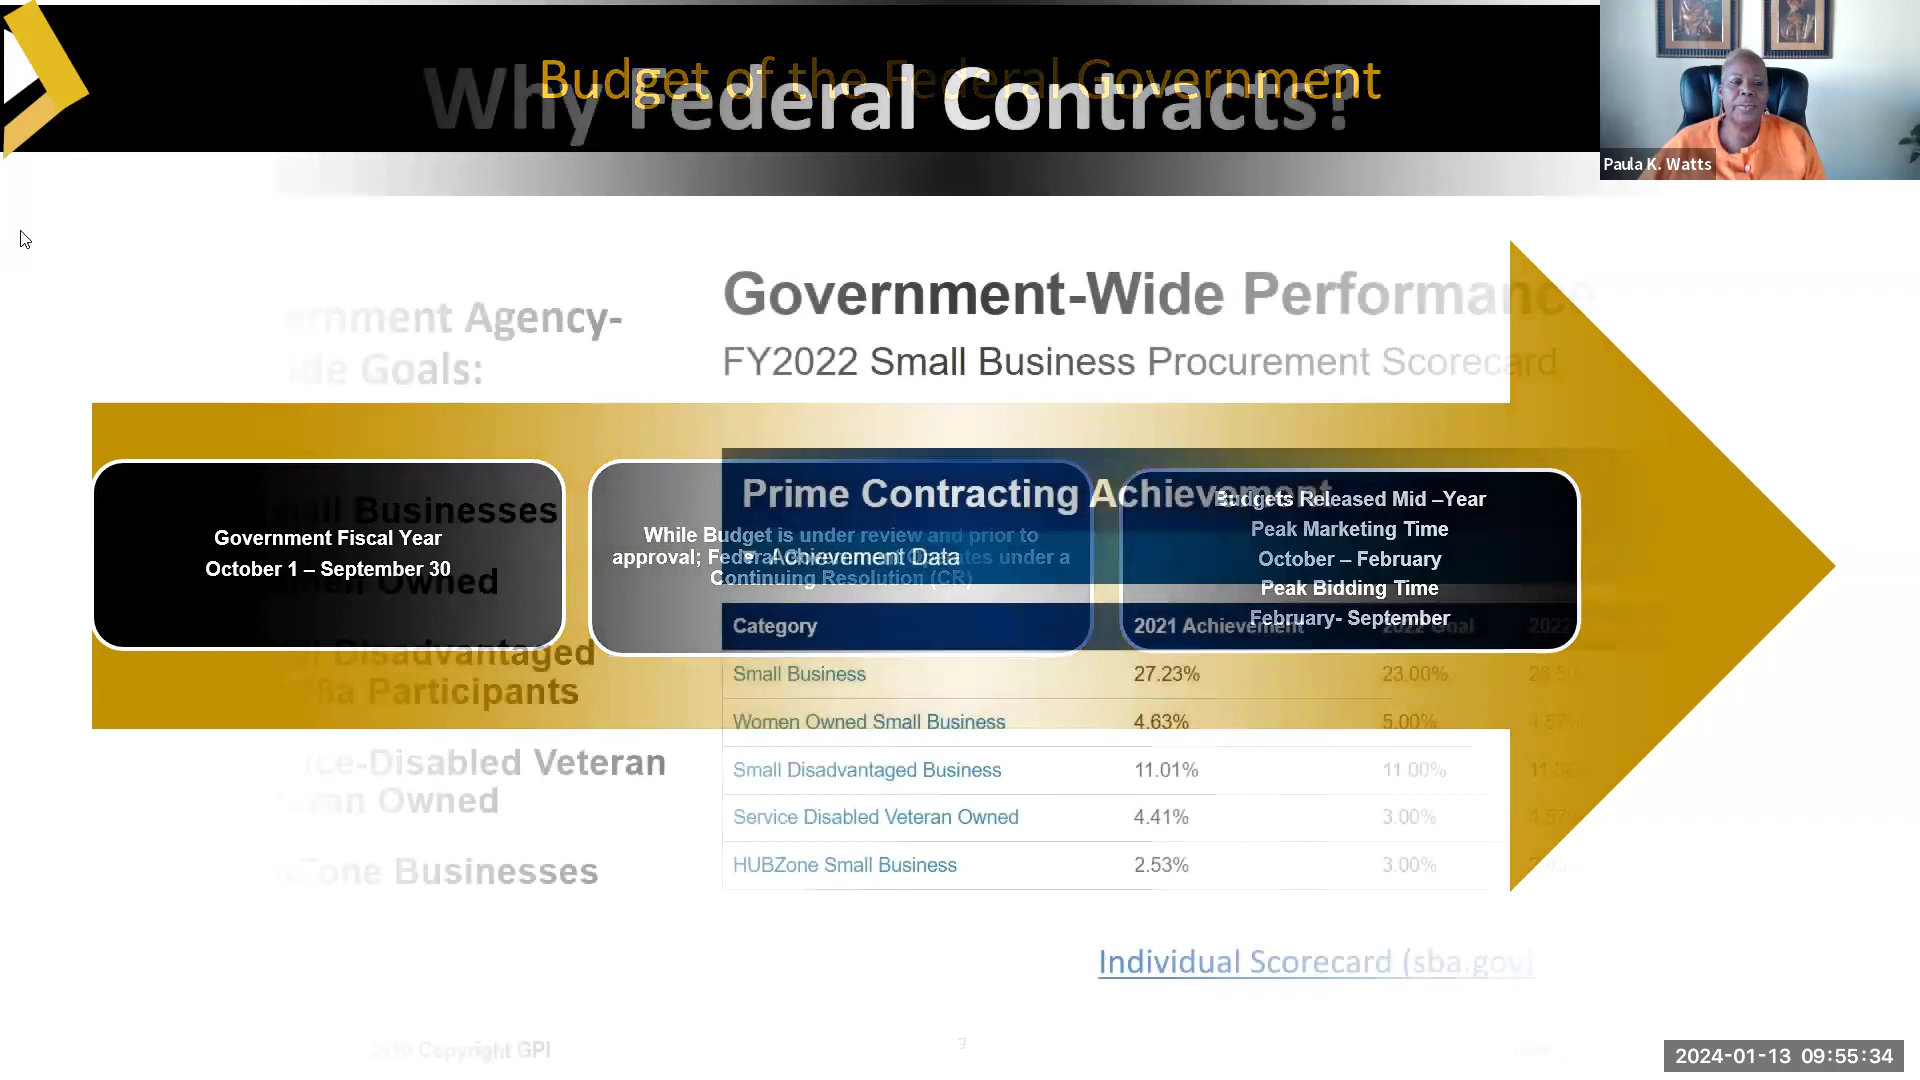 Budget of the Federal Government
Why Federal Contracts?
Paula K. Watts
Government-Wide Performance
FY2022 Small Business Procurement Scorecard
ernment Agency-
de Goals:
Prime Contracting Achievement
Achievement Data
Government Fiscal Year
October 1 – September 30
While Budget is under review and prior to
approval; Federal Government operates under a
Continuing Resolution (CR)
Budgets Released Mid –Year
Peak Marketing Time
October – February
Peak Bidding Time
February- September
Businesses
Owned
Disadvantaged
8a Participants
ice-Disabled Veteran
Owned
Zone Businesses
Category 2021 Achievement 2022 Goal 2022
Small Business 27.23% 23.00%
Women Owned Small Business 4.63% 5.00%
Small Disadvantaged Business 11.01% 11.00%
Service Disabled Veteran Owned 4.41% 3.00%
HUBZone Small Business 2.53% 3.00%
Individual Scorecard (sba.gov)
Copyright GPI
2024-01-13 09:55:34